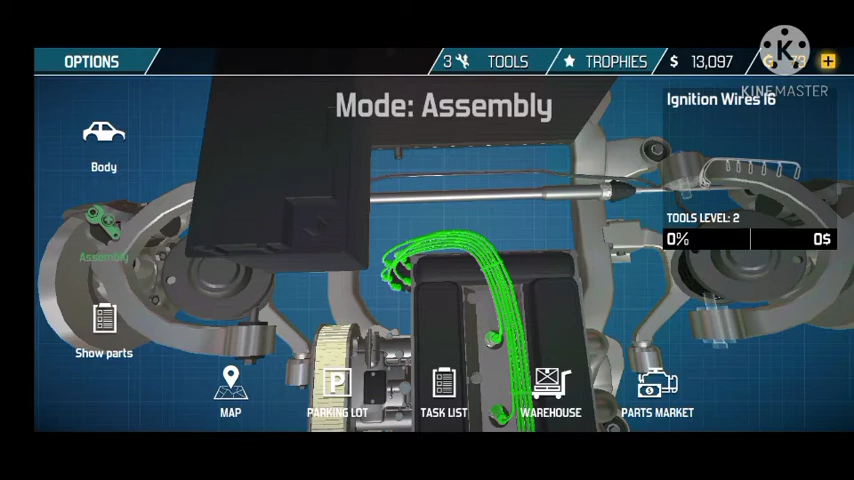 OPTIONS
3
TOOLS
TROPHIES
$ 13,097
73
K
KINEMASTER
Mode: Assembly
Ignition Wires I6
TOOLS LEVEL: 2
0%
0$
Body
Assembly
Show parts
MAP
P
PARKING LOT
TASK LIST
WAREHOUSE
PARTS MARKET